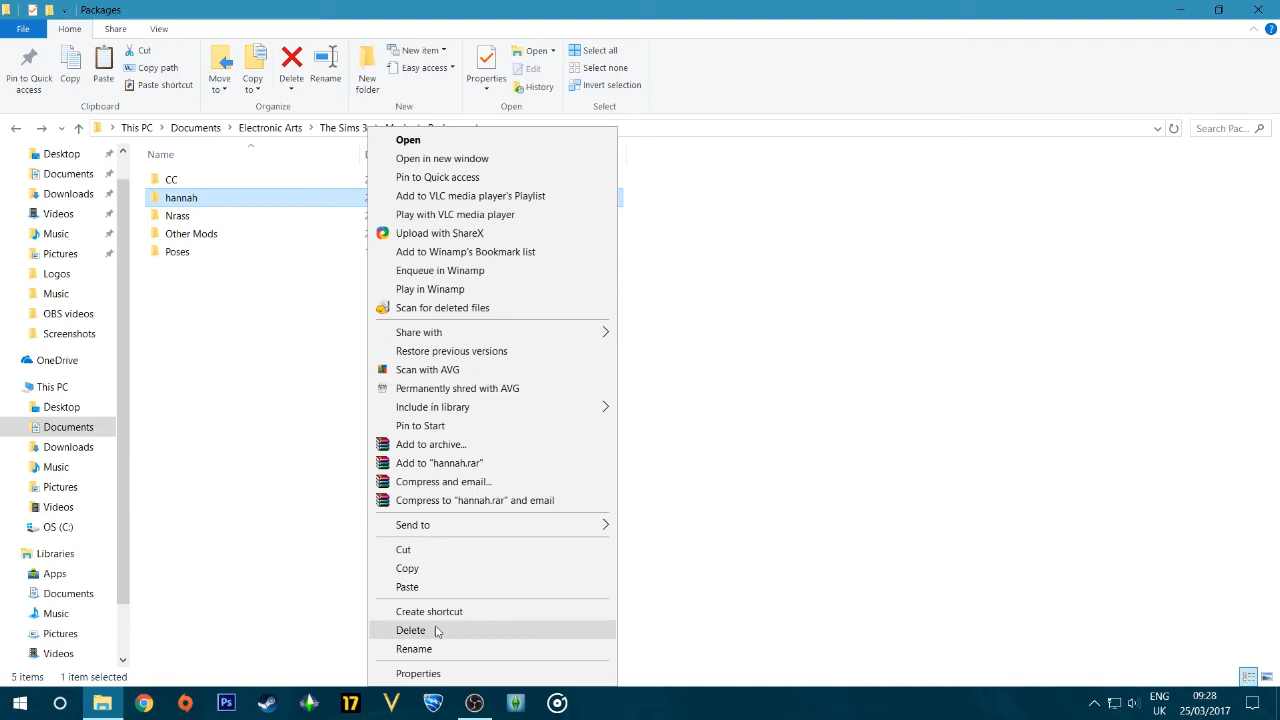 Packages
File
Home
Share
View
Pin to Quick access
Copy
Paste
Cut
Copy path
Paste shortcut
Clipboard
Move to
Copy to
Delete
Rename
Organize
New folder
New item
Easy access
New
Properties
Open
Edit
History
Open
Select all
Select none
Invert selection
Select
This PC
Documents
Electronic Arts
The Sims 3
Search Pac...
Desktop
Documents
Downloads
Videos
Music
Pictures
Logos
Music
OBS videos
Screenshots
OneDrive
This PC
Desktop
Documents
Downloads
Music
Pictures
Videos
OS (C:)
Libraries
Apps
Documents
Music
Pictures
Videos
Name
CC
hannah
Nrass
Other Mods
Poses
Open
Open in new window
Pin to Quick access
Add to VLC media player's Playlist
Play with VLC media player
Upload with ShareX
Add to Winamp's Bookmark list
Enqueue in Winamp
Play in Winamp
Scan for deleted files
Share with
Restore previous versions
Scan with AVG
Permanently shred with AVG
Include in library
Pin to Start
Add to archive...
Add to "hannah.rar"
Compress and email...
Compress to "hannah.rar" and email
Send to
Cut
Copy
Paste
Create shortcut
Delete
Rename
Properties
5 items
1 item selected
Ps
17
ENG
UK
09:28
25/03/2017